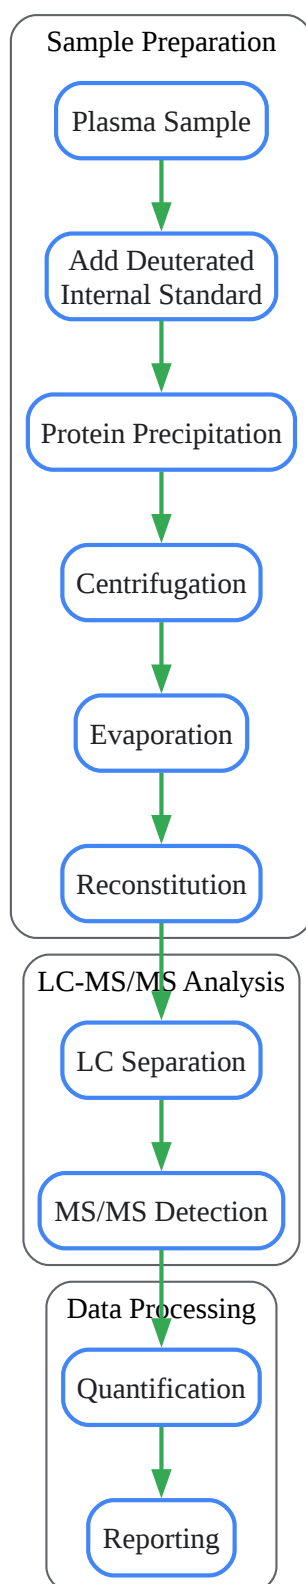 Sample Preparation
Plasma Sample
Add Deuterated
Internal Standard
Protein Precipitation
Centrifugation
Evaporation
Reconstitution
LC-MS/MS Analysis
LC Separation
MS/MS Detection
Data Processing
Quantification
Reporting